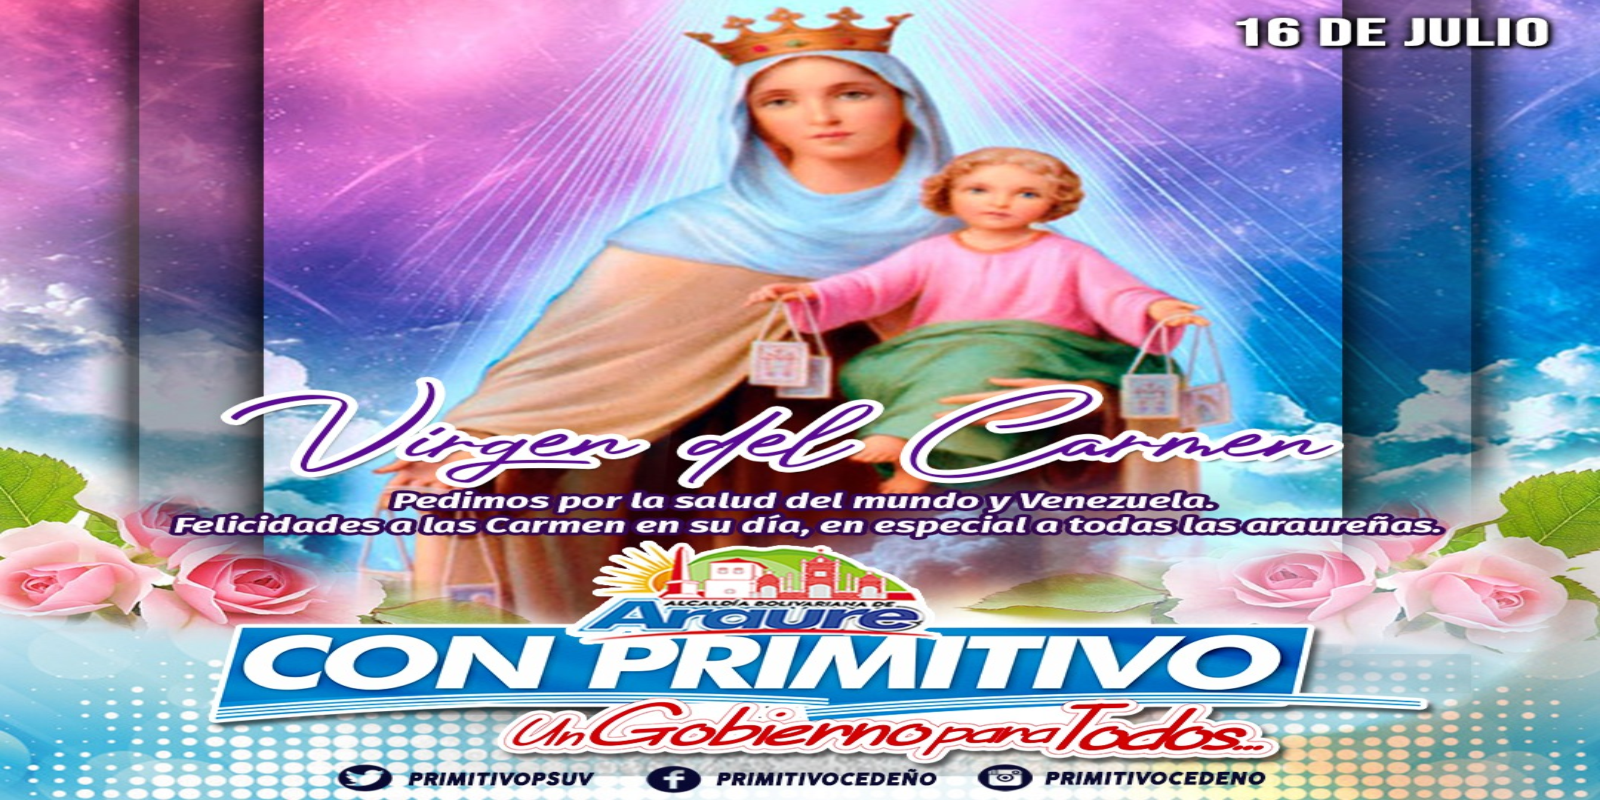 16 DE JULIO
Virgen del Carmen
Pedimos por la salud del mundo y Venezuela.
Felicidades a las Carmen en su día, en especial a todas las araureñas.
ALCALDÍA BOLIVARIANA DE
Araure
CON PRIMITIVO
Un Gobierno para Todos...
PRIMITIVOPSUV PRIMITIVOCEDEÑO PRIMITIVOCEDENO